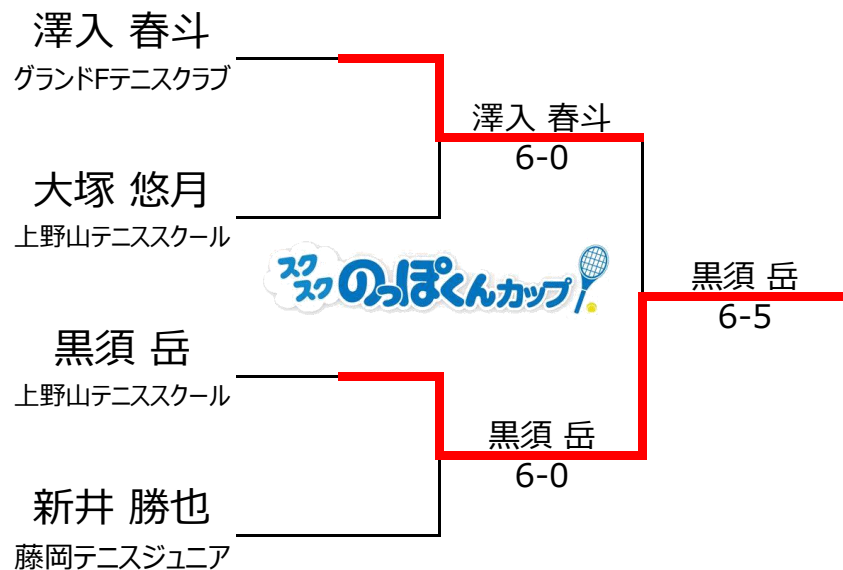 澤入 春斗
グランドFテニスクラブ
澤入 春斗
6-0
大塚 悠月
上野山テニススクール
スク
スク のっぽくんカップ
黒須 岳
6-5
黒須 岳
上野山テニススクール
黒須 岳
6-0
新井 勝也
藤岡テニスジュニア